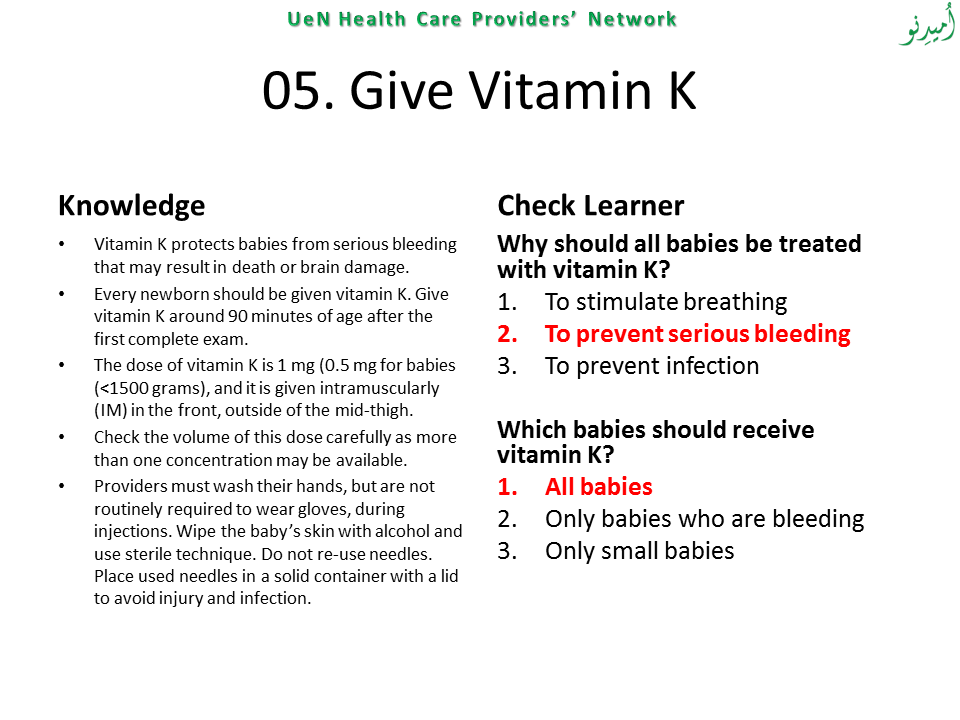 UeN Health Care Providers’ Network
اُمیدِنو
05. Give Vitamin K
Knowledge
• Vitamin K protects babies from serious bleeding
that may result in death or brain damage.
• Every newborn should be given vitamin K. Give
vitamin K around 90 minutes of age after the
first complete exam.
• The dose of vitamin K is 1 mg (0.5 mg for babies
(<1500 grams), and it is given intramuscularly
(IM) in the front, outside of the mid-thigh.
• Check the volume of this dose carefully as more
than one concentration may be available.
• Providers must wash their hands, but are not
routinely required to wear gloves, during
injections. Wipe the baby’s skin with alcohol and
use sterile technique. Do not re-use needles.
Place used needles in a solid container with a lid
to avoid injury and infection.
Check Learner
Why should all babies be treated
with vitamin K?
1. To stimulate breathing
2. To prevent serious bleeding
3. To prevent infection
Which babies should receive
vitamin K?
1. All babies
2. Only babies who are bleeding
3. Only small babies